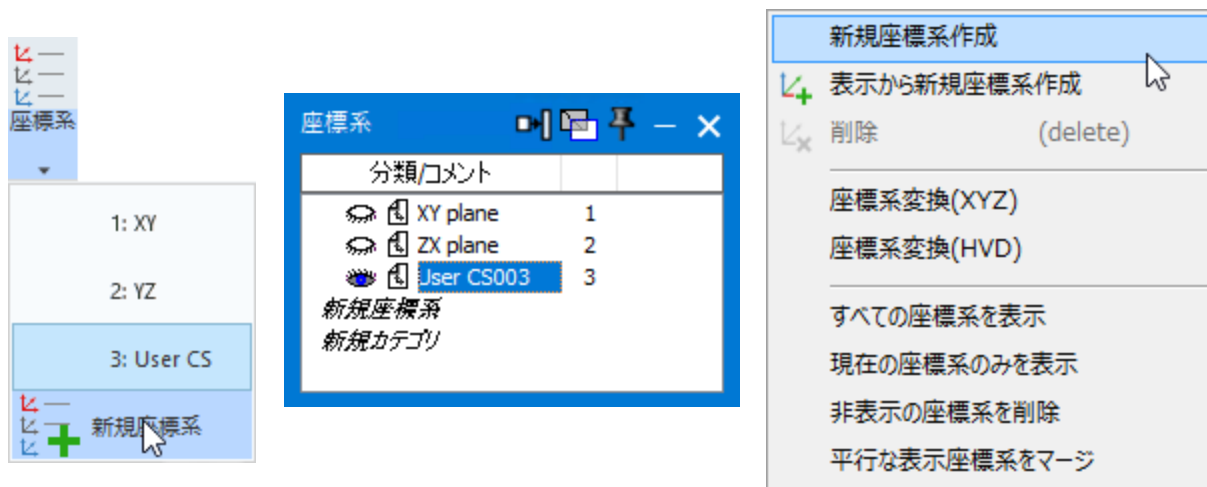 座標系
1: XY
2: YZ
3: User CS
新規座標系
座標系
分類/コメント
XY plane 1
ZX plane 2
User CS003 3
新規座標系
新規カテゴリ
新規座標系作成
表示から新規座標系作成
削除 (delete)
座標系変換(XYZ)
座標系変換(HVD)
すべての座標系を表示
現在の座標系のみを表示
非表示の座標系を削除
平行な表示座標系をマージ